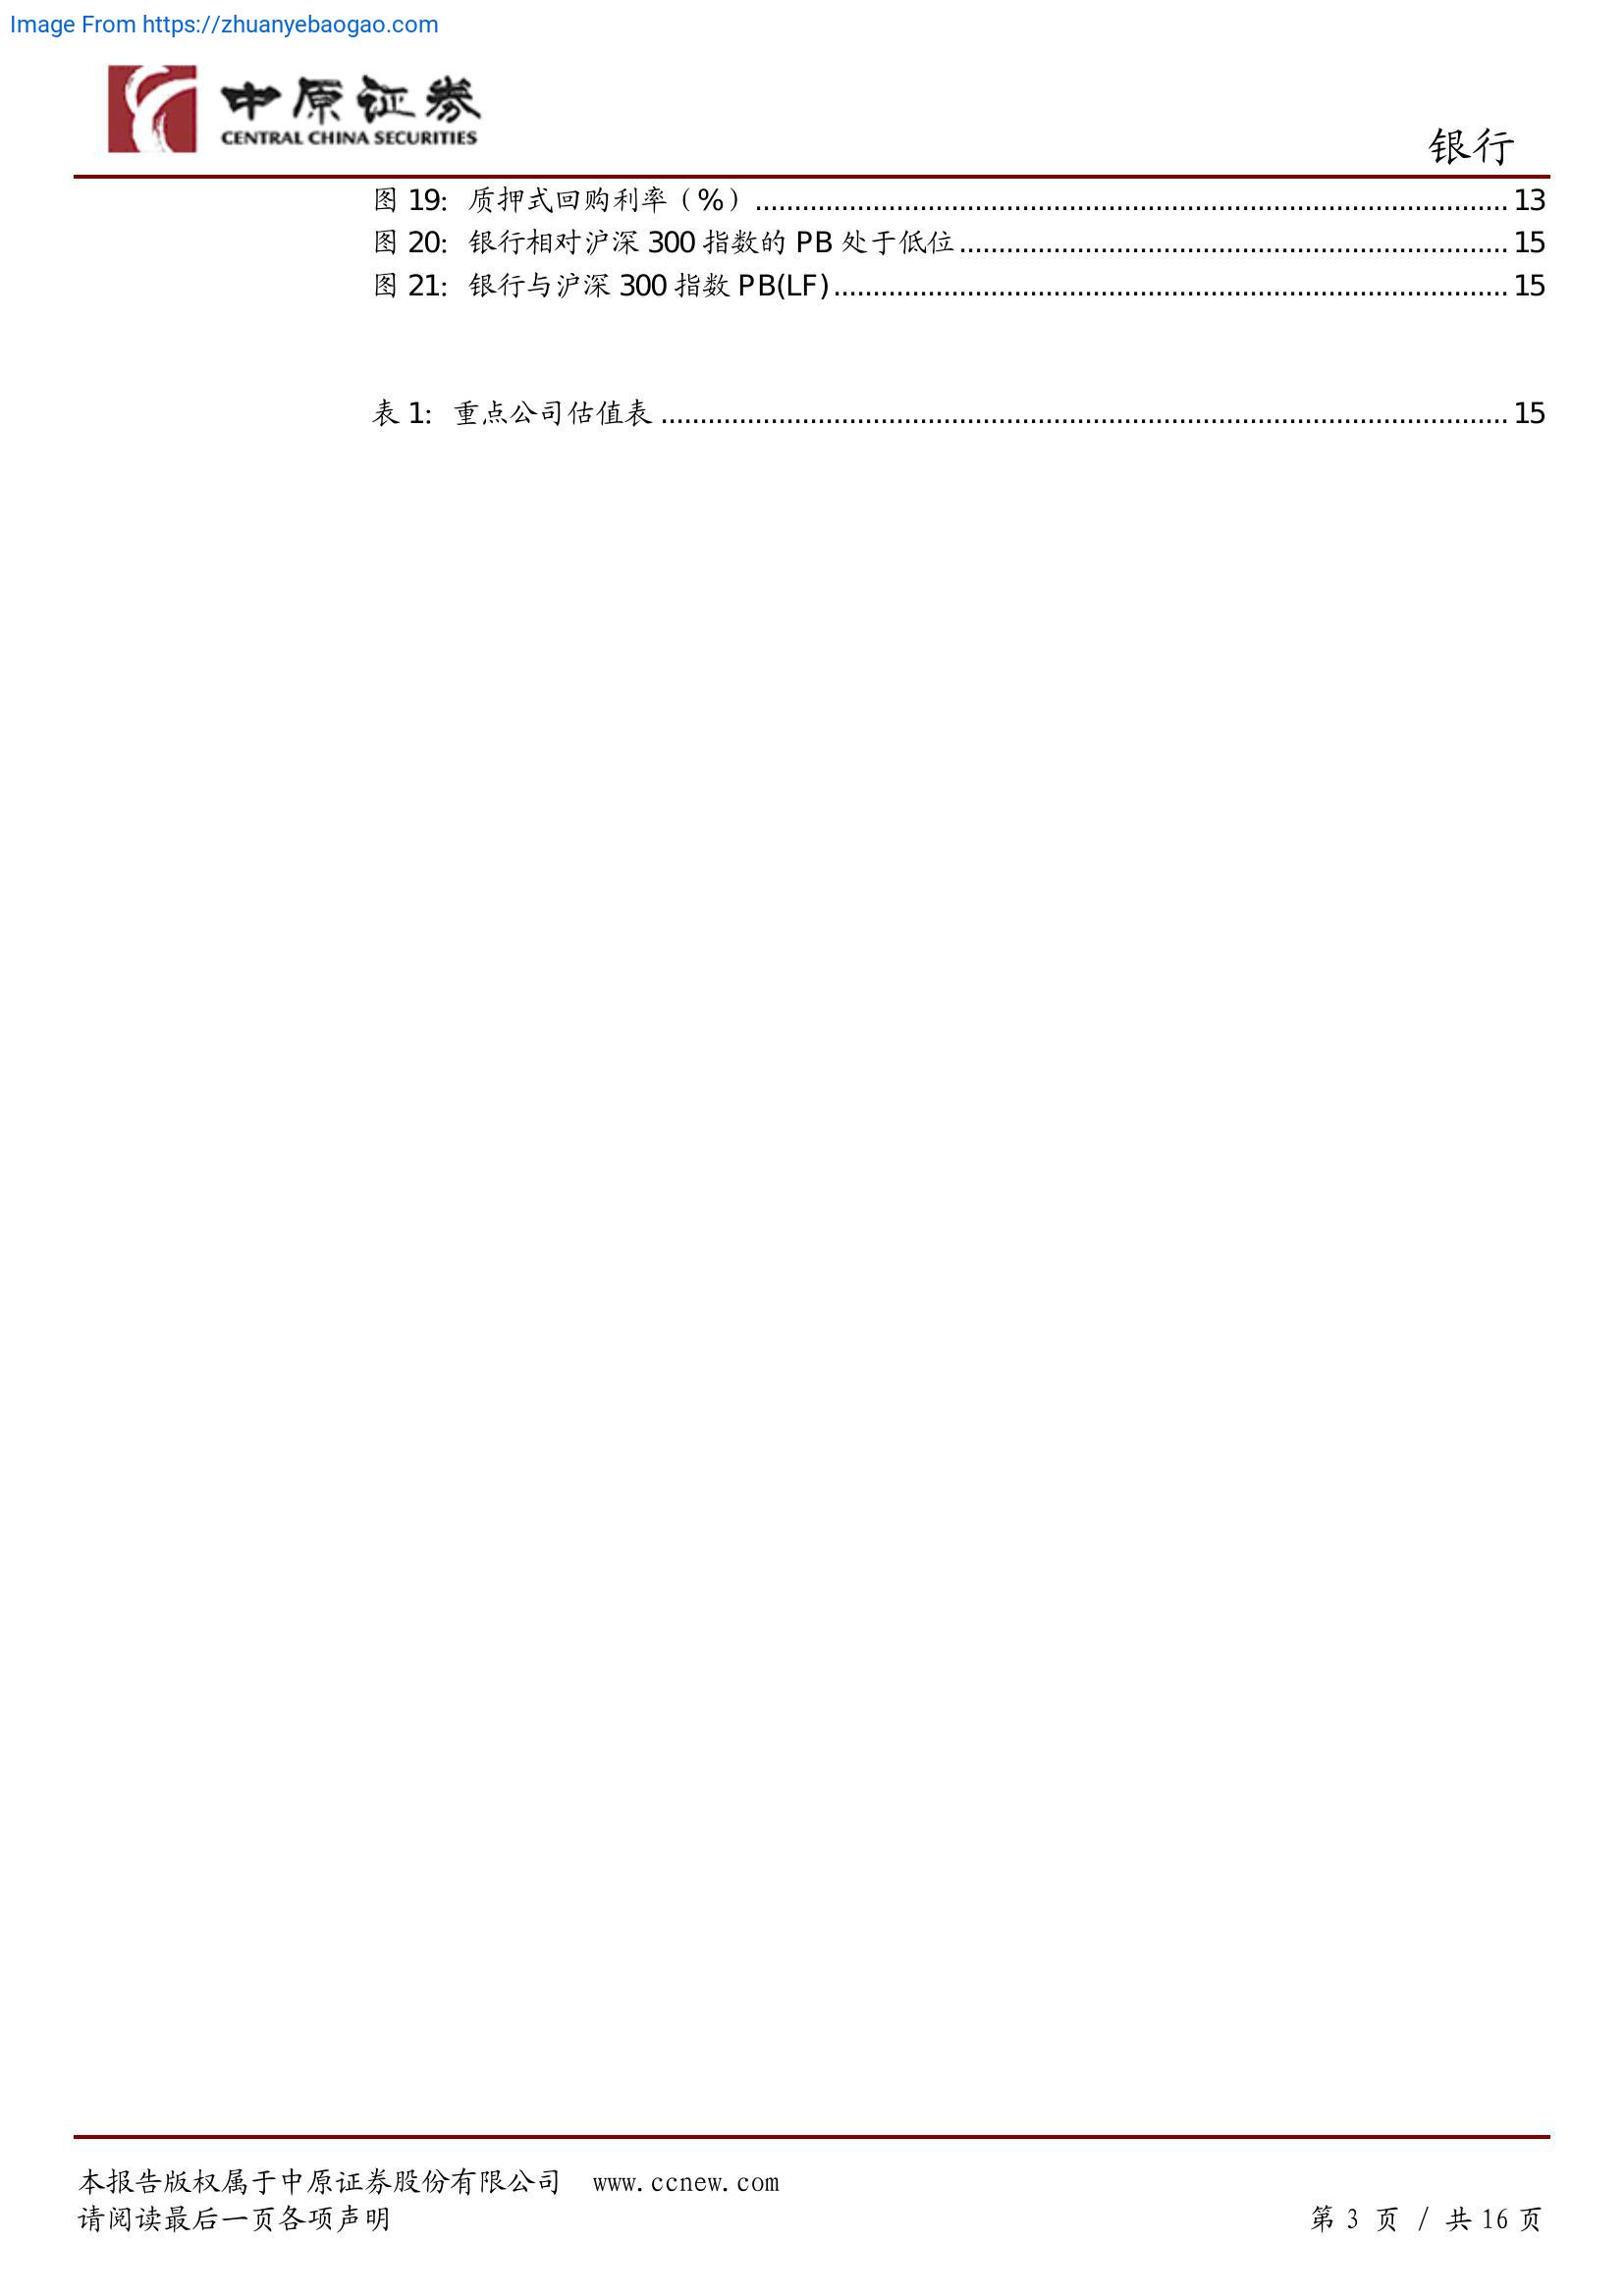 Image From https://zhuanyebaogao.com
中原证券
CENTRAL CHINA SECURITIES
银行
图 19: 质押式回购利率（%）........................................................................................................ 13
图 20: 银行相对沪深 300 指数的 PB 处于低位........................................................................ 15
图 21: 银行与沪深 300 指数 PB(LF)........................................................................................ 15
表 1: 重点公司估值表................................................................................................................ 15
本报告版权属于中原证券股份有限公司 www.ccnew.com
请阅读最后一页各项声明
第 3 页 / 共 16 页